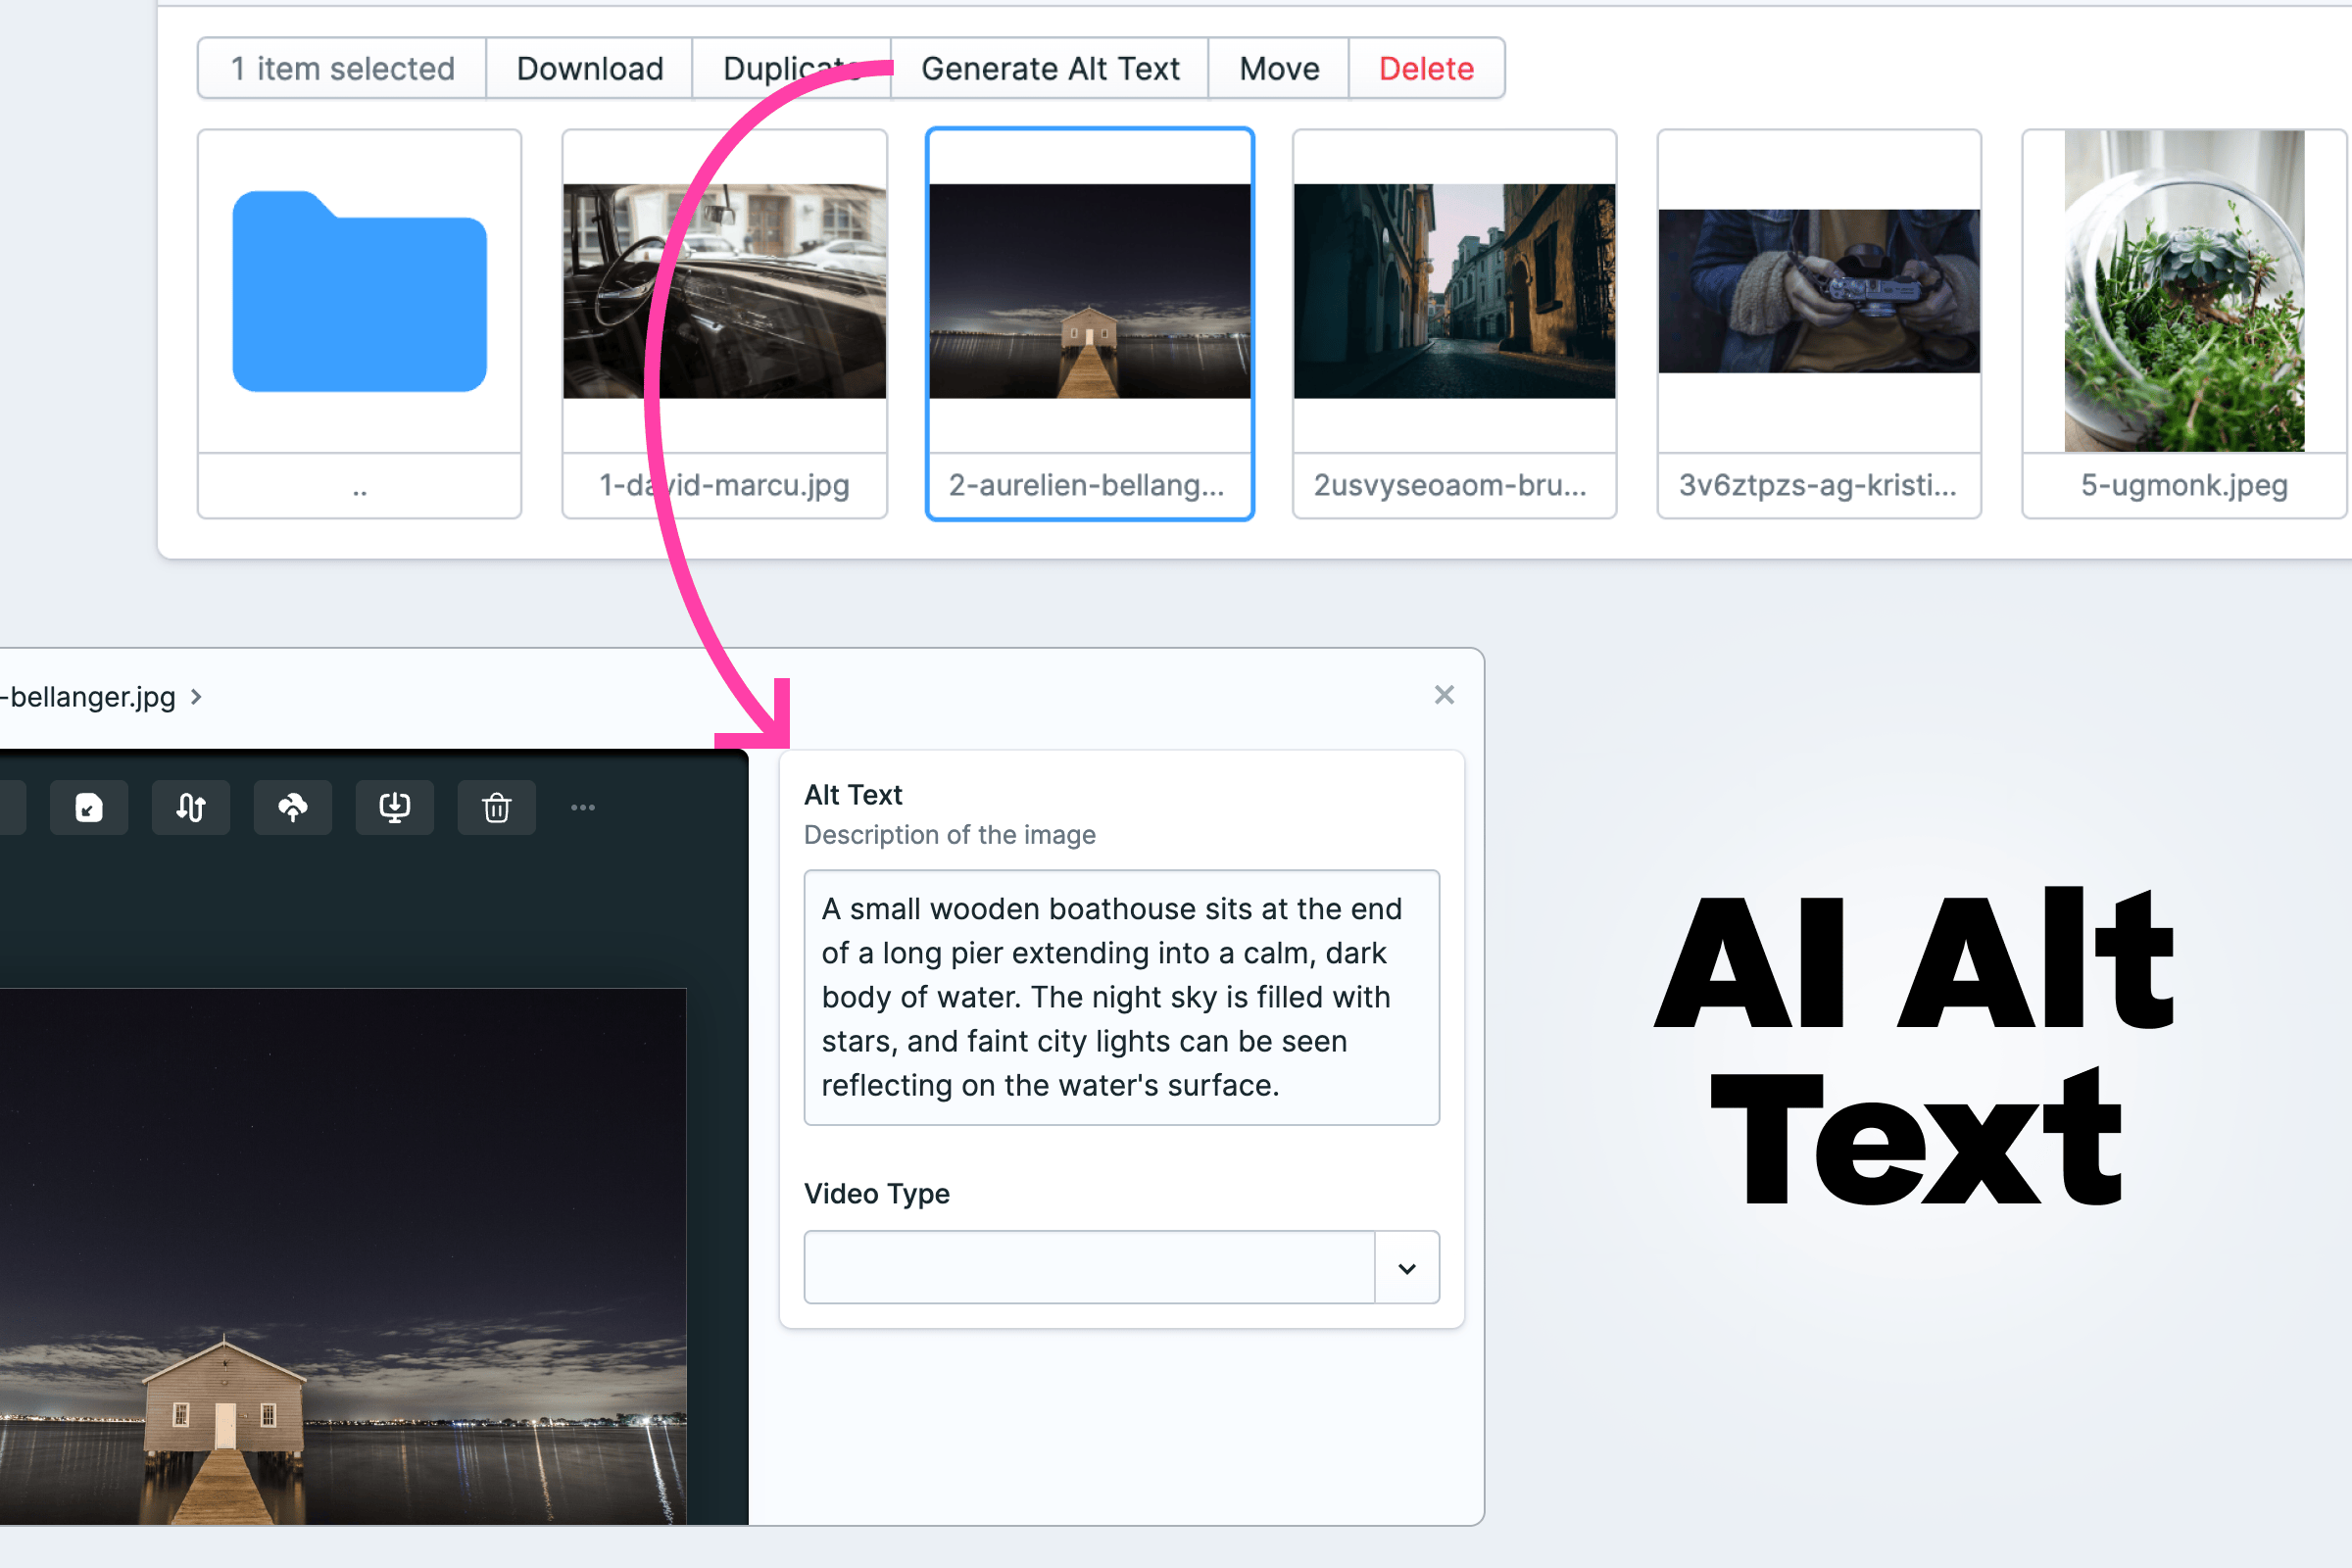 1 item selected Download Duplicate Generate Alt Text Move Delete
.. 1-david-marcu.jpg 2-aurelien-bellang... 2usvyseoaom-bru... 3v6ztpzs-ag-kristi... 5-ugmonk.jpeg
-bellanger.jpg
Alt Text
Description of the image
A small wooden boathouse sits at the end
of a long pier extending into a calm, dark
body of water. The night sky is filled with
stars, and faint city lights can be seen
reflecting on the water's surface.
Video Type
AI Alt
Text